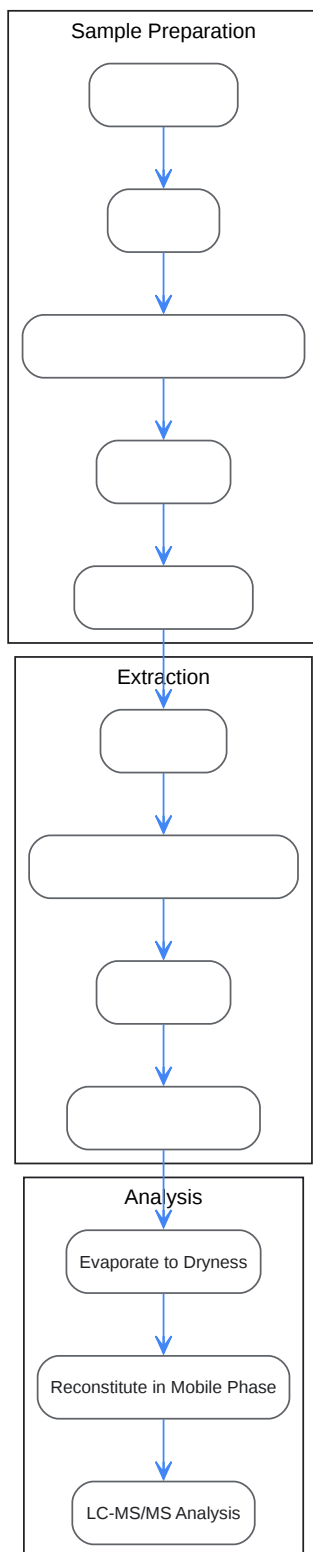 Sample Preparation
Extraction
Analysis
Evaporate to Dryness
Reconstitute in Mobile Phase
LC-MS/MS Analysis